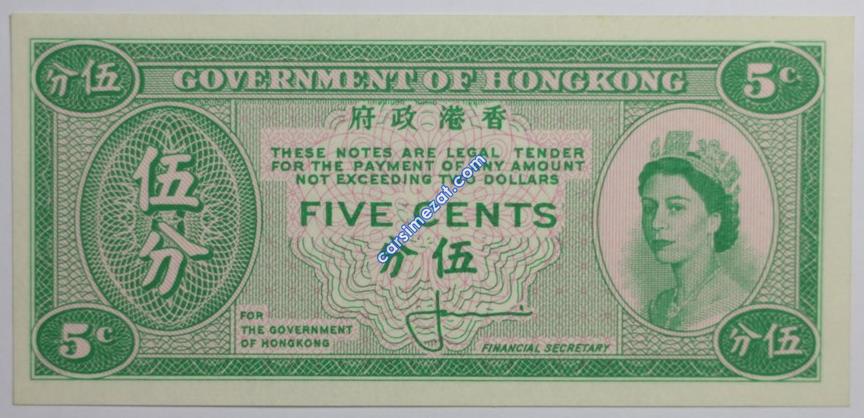 分伍
GOVERNMENT OF HONGKONG
5¢
府政港香
THESE NOTES ARE LEGAL TENDER
FOR THE PAYMENT OF ANY AMOUNT
NOT EXCEEDING TWO DOLLARS
伍分
FIVE CENTS
分伍
carsimezat.com
FOR
THE GOVERNMENT
OF HONGKONG
FINANCIAL SECRETARY
5¢
分伍